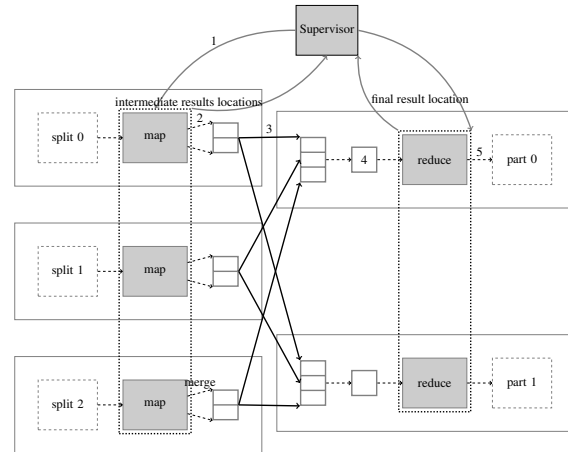 Supervisor
1
intermediate results locations
final result location
split 0
map
2
3
4
reduce
5
part 0
split 1
map
merge
split 2
map
reduce
part 1